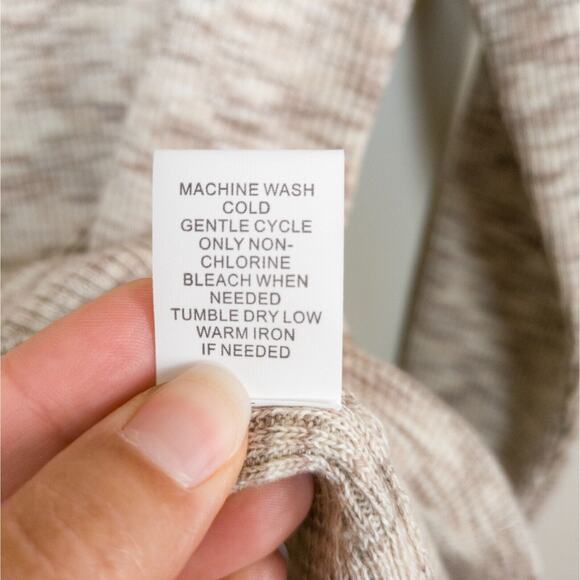 MACHINE WASH
COLD
GENTLE CYCLE
ONLY NON-
CHLORINE
BLEACH WHEN
NEEDED
TUMBLE DRY LOW
WARM IRON
IF NEEDED